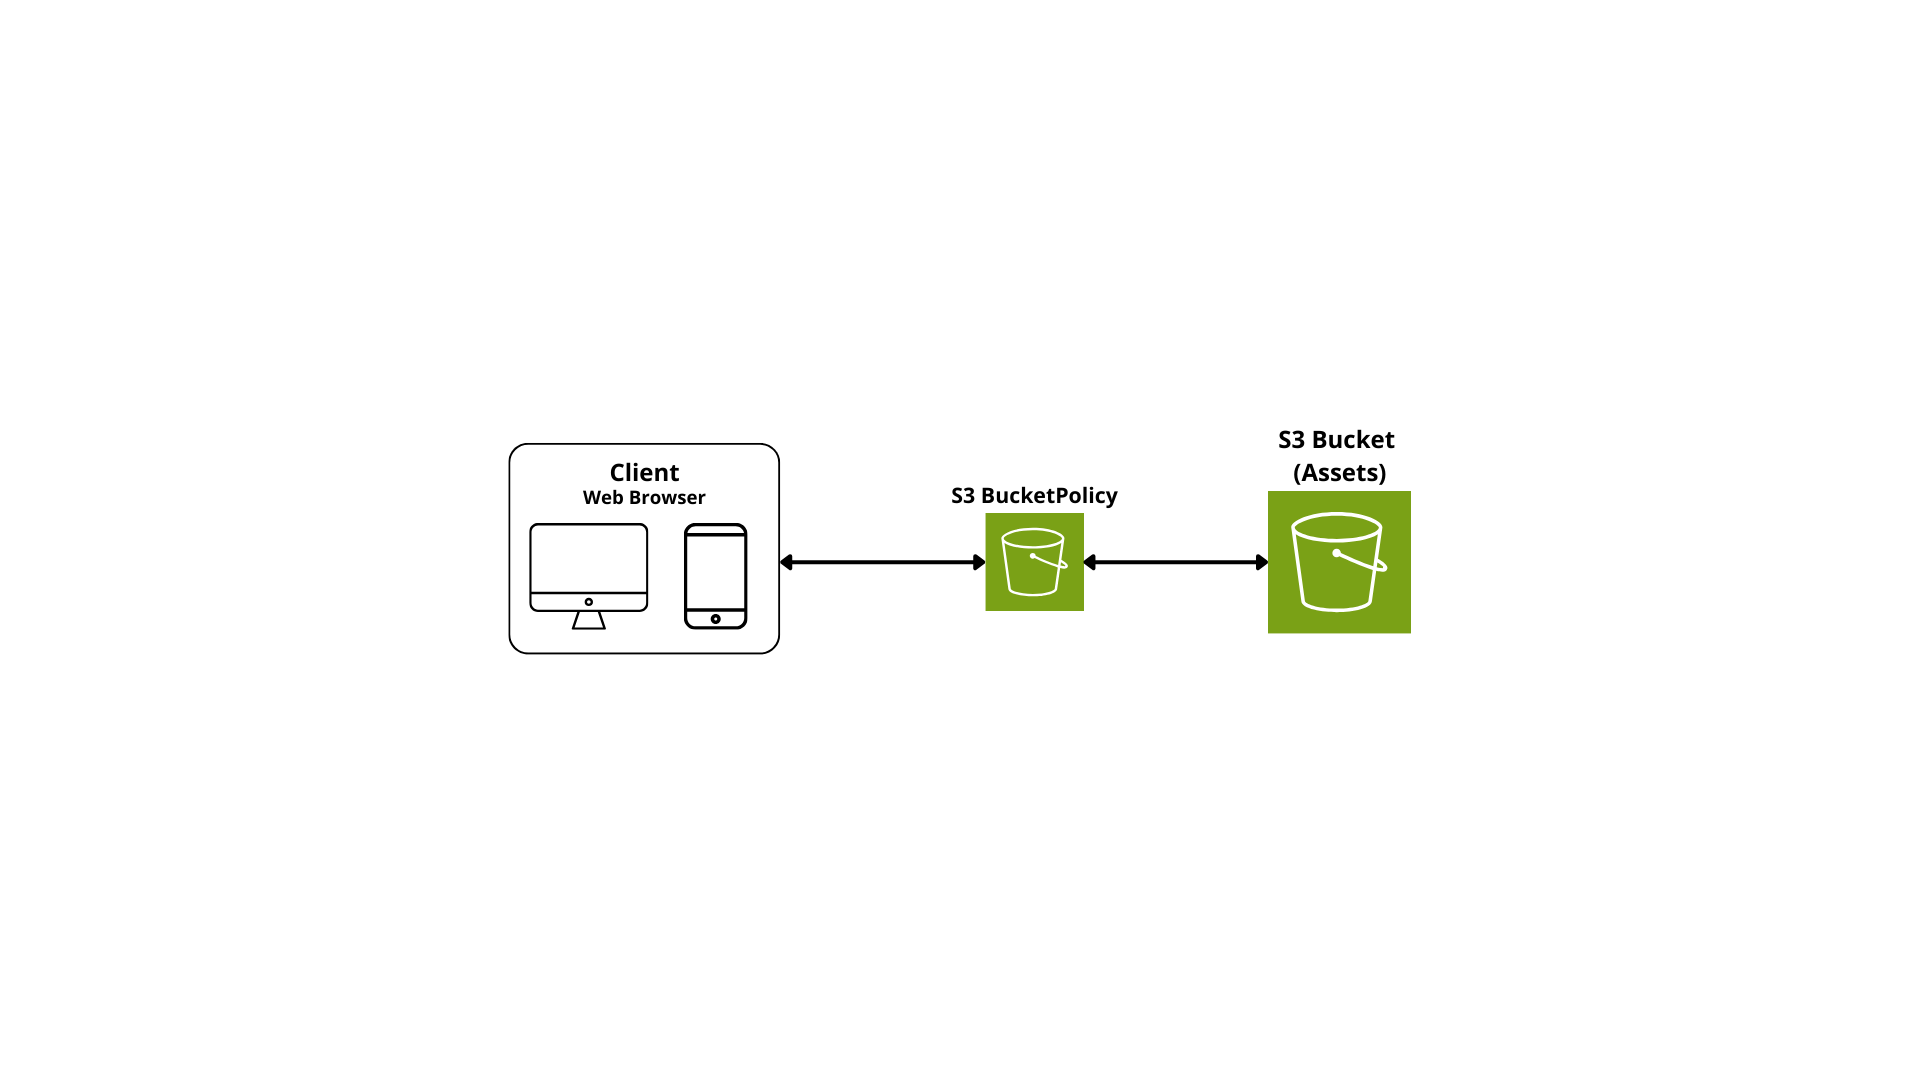 Client
Web Browser
S3 BucketPolicy
S3 Bucket
(Assets)